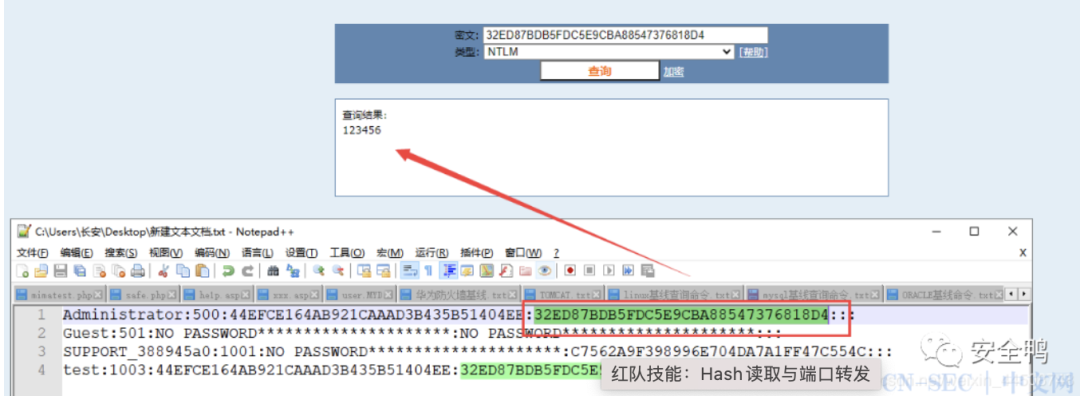 密文: 32ED87BDB5FDC5E9CBA88547376818D4
类型: NTLM [帮助]
查询 加密
查询结果:
123456
C:\Users\长安\Desktop\新建文本文档.txt - Notepad++
文件(F) 编辑(E) 搜索(S) 视图(V) 编码(N) 语言(L) 设置(T) 工具(O) 宏(M) 运行(R) 插件(P) 窗口(W) ? X
mimatest.php safe.php help.asp xxx.asp user.MYD 华为防火墙基线.txt TOMCAT.txt linux基线查询命令.txt mysql基线查询命令.txt ORACLE基线命令.txt
1 Administrator:500:44EFCE164AB921CAAAD3B435B51404EE:32ED87BDB5FDC5E9CBA88547376818D4:::
2 Guest:501:NO PASSWORD*********************:NO PASSWORD*********************:::
3 SUPPORT_388945a0:1001:NO PASSWORD*********************:C7562A9F398996E704DA7A1FF47C554C:::
4 test:1003:44EFCE164AB921CAAAD3B435B51404EE:32ED87BDB5FDC5E
安全鸭
红队技能：Hash读取与端口转发
CN-SEC 中文网